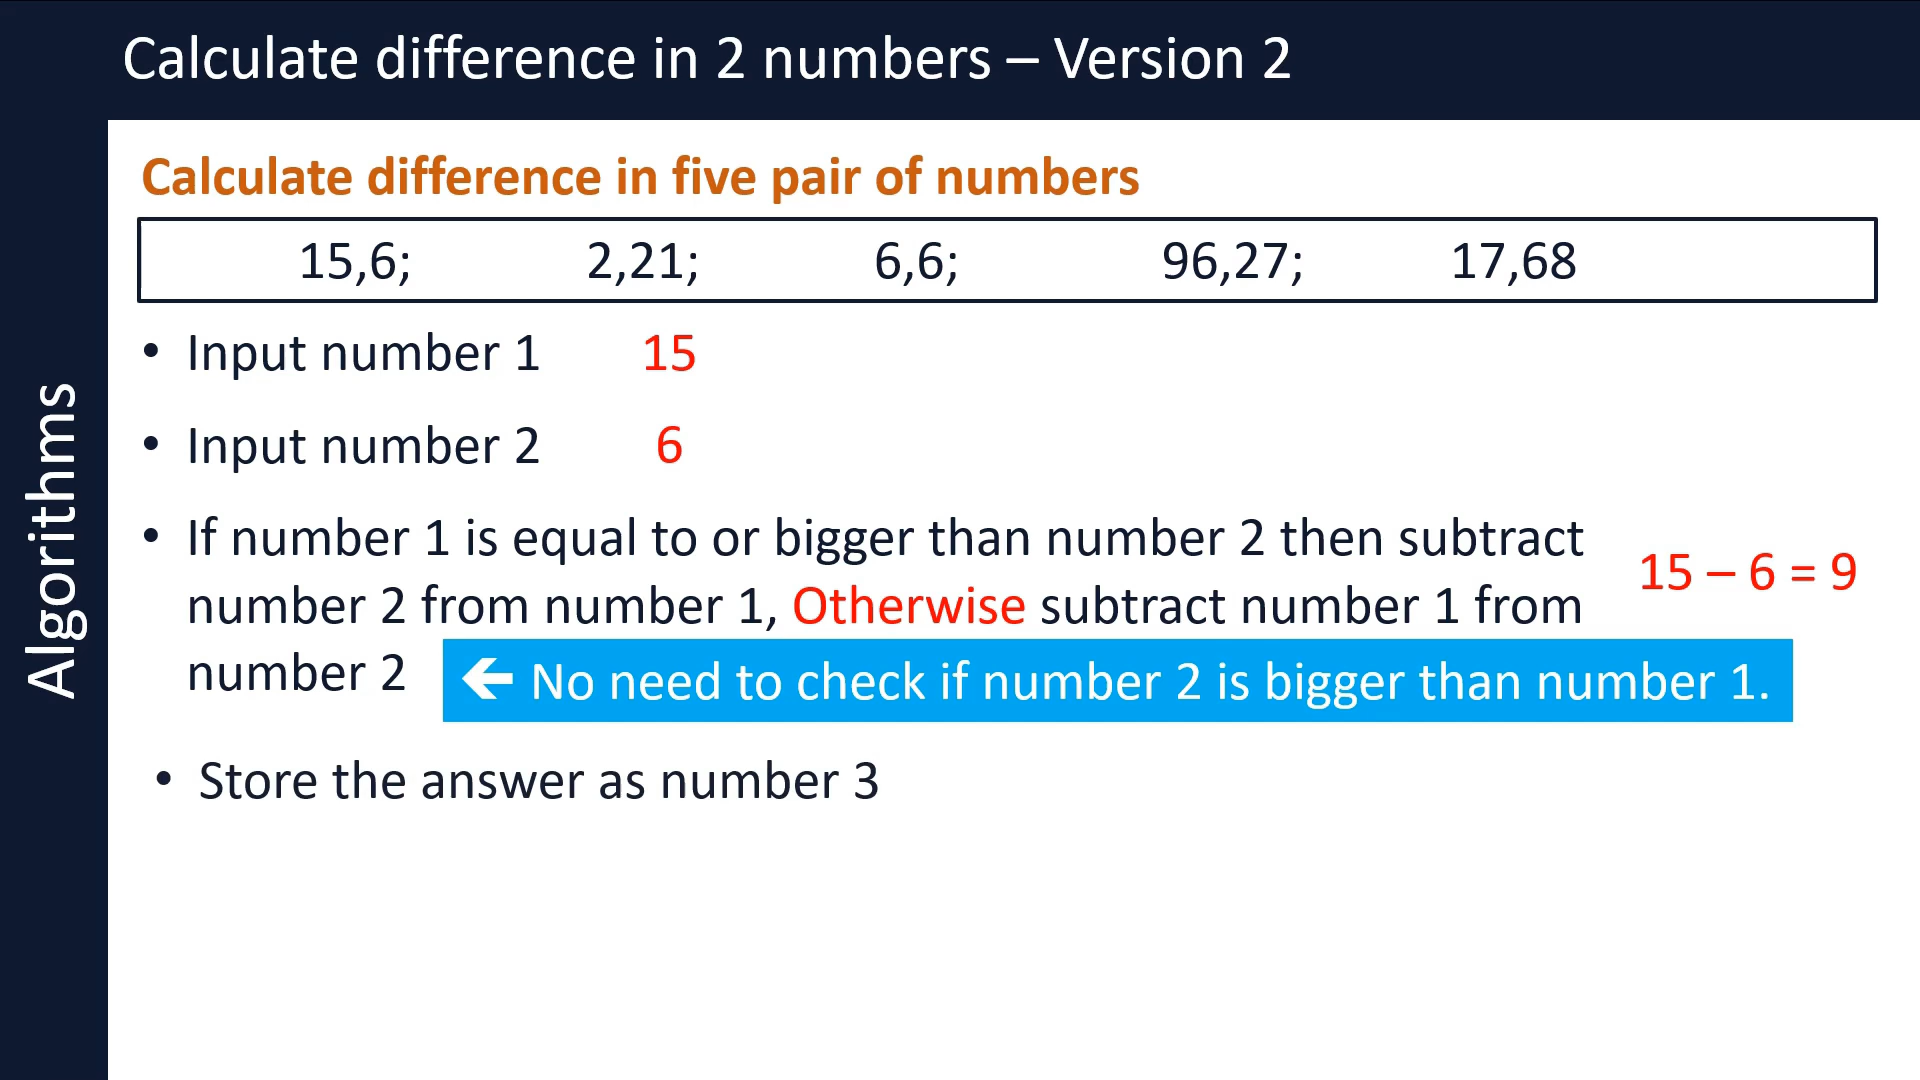 Calculate difference in 2 numbers – Version 2
Algorithms
Calculate difference in five pair of numbers
15,6; 2,21; 6,6; 96,27; 17,68
• Input number 1 15
• Input number 2 6
• If number 1 is equal to or bigger than number 2 then subtract
number 2 from number 1, Otherwise subtract number 1 from
number 2
15 – 6 = 9
← No need to check if number 2 is bigger than number 1.
• Store the answer as number 3